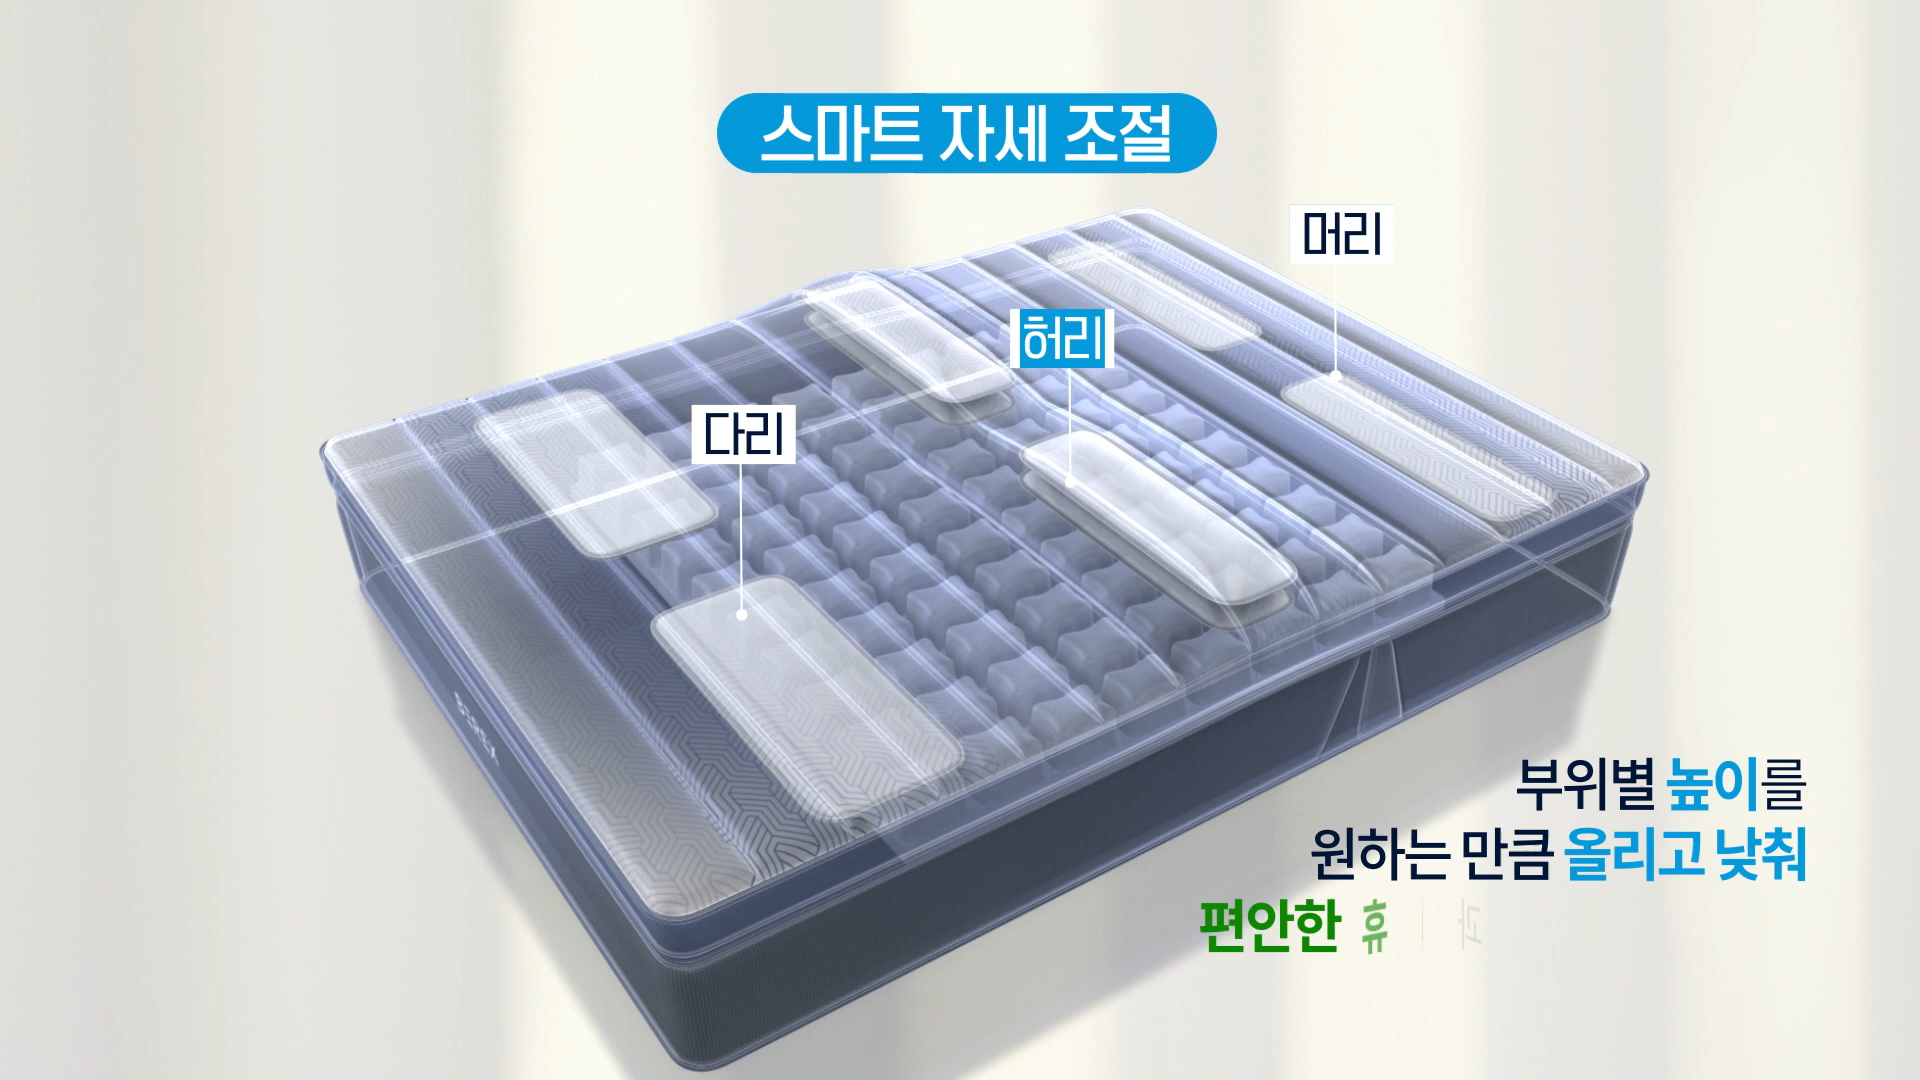 스마트 자세 조절
머리
허리
다리
BEREX
부위별 높이를
원하는 만큼 올리고 낮춰
편안한 휴